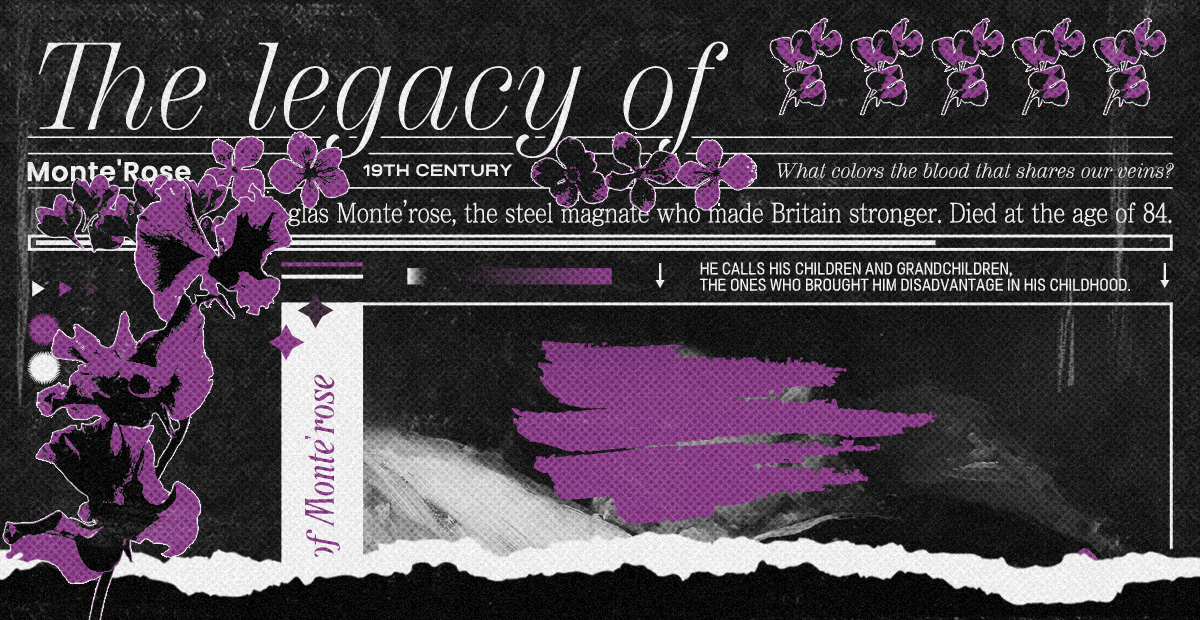 The legacy of
Monte'Rose
19TH CENTURY
What colors the blood that shares our veins?
glas Monte'rose, the steel magnate who made Britain stronger. Died at the age of 84.
HE CALLS HIS CHILDREN AND GRANDCHILDREN,
THE ONES WHO BROUGHT HIM DISADVANTAGE IN HIS CHILDHOOD.
of Monte'rose